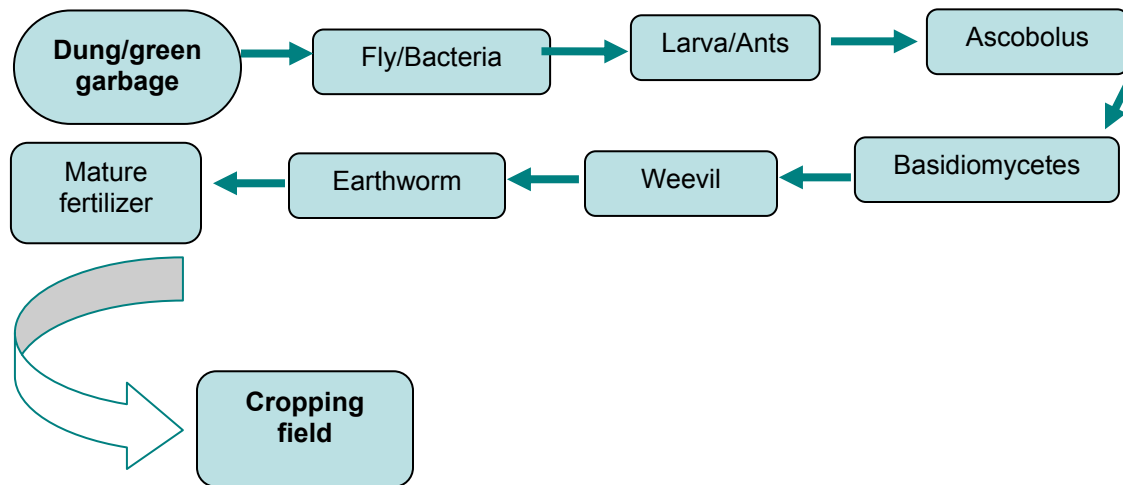 Dung/green
garbage
Fly/Bacteria
Larva/Ants
Ascobolus
Basidiomycetes
Weevil
Earthworm
Mature
fertilizer
Cropping
field